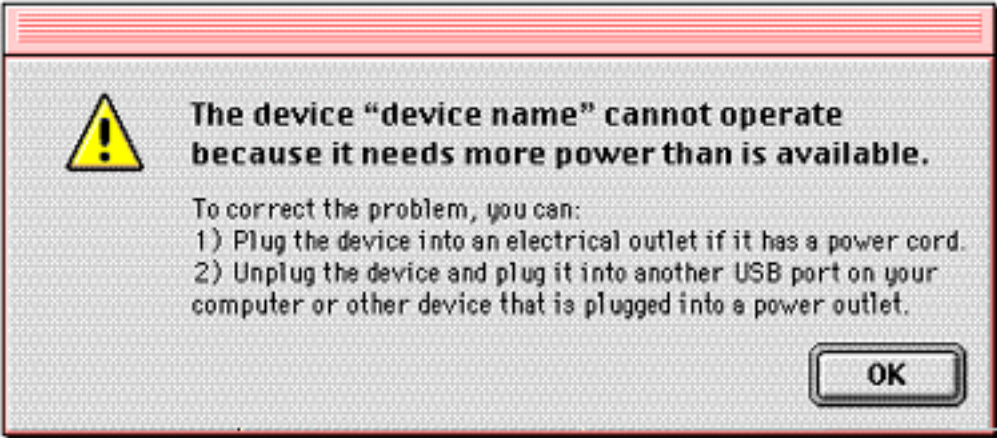 The device “device name” cannot operate
because it needs more power than is available.
To correct the problem, you can:
1) Plug the device into an electrical outlet if it has a power cord.
2) Unplug the device and plug it into another USB port on your
computer or other device that is plugged into a power outlet.
OK